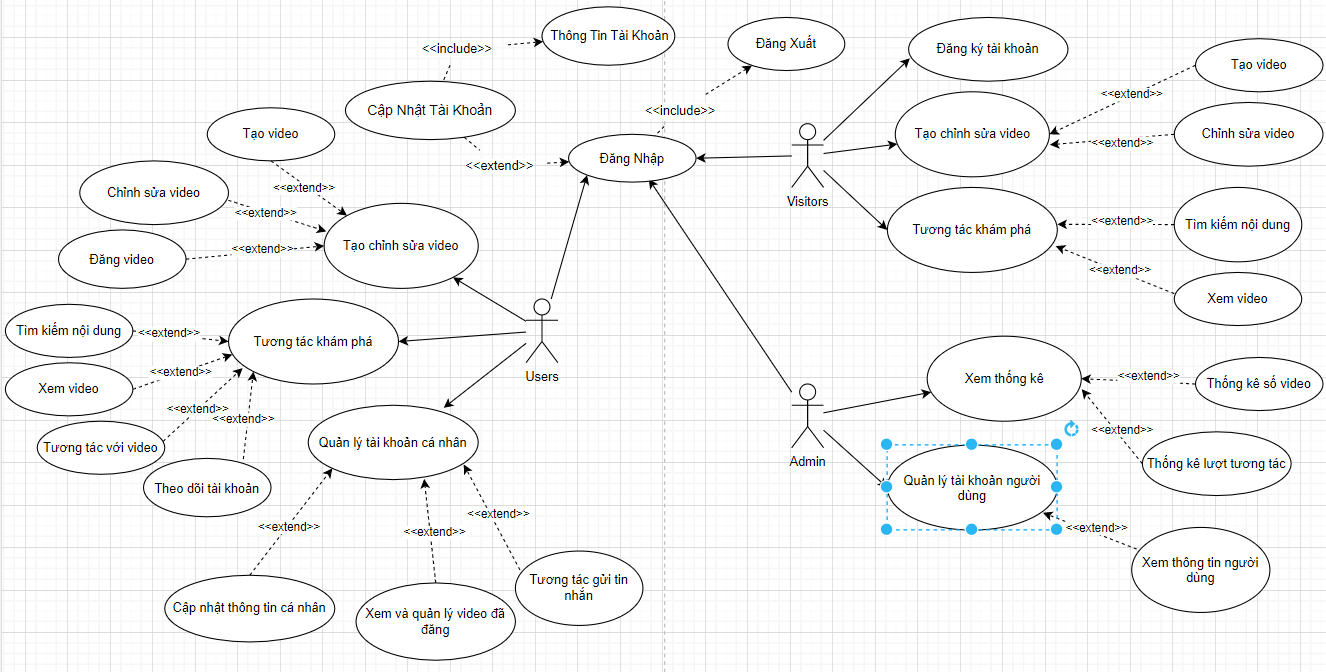 Thông Tin Tài Khoản
<<include>>
Đăng Xuất
Đăng ký tài khoản
Tạo video
<<extend>>
Cập Nhật Tài Khoản
<<include>>
Tạo video
Tạo chỉnh sửa video
Chỉnh sửa video
<<extend>>
Đăng Nhập
<<extend>>
Visitors
<<extend>>
Chỉnh sửa video
<<extend>>
Tương tác khám phá
<<extend>>
Tìm kiếm nội dung
Tạo chỉnh sửa video
<<extend>>
Đăng video
<<extend>>
Xem video
Tìm kiếm nội dung
<<extend>>
Tương tác khám phá
Users
Xem video
<<extend>>
<<extend>>
<<extend>>
Tương tác với video
Theo dõi tài khoản
Xem thống kê
<<extend>>
Thống kê số video
<<extend>>
Thống kê lượt tương tác
Admin
Quản lý tài khoản cá nhân
Quản lý tài khoản người
dùng
<<extend>>
Xem thông tin người
dùng
<<extend>>
<<extend>>
<<extend>>
Cập nhật thông tin cá nhân
Xem và quản lý video đã
đăng
Tương tác gửi tin
nhắn